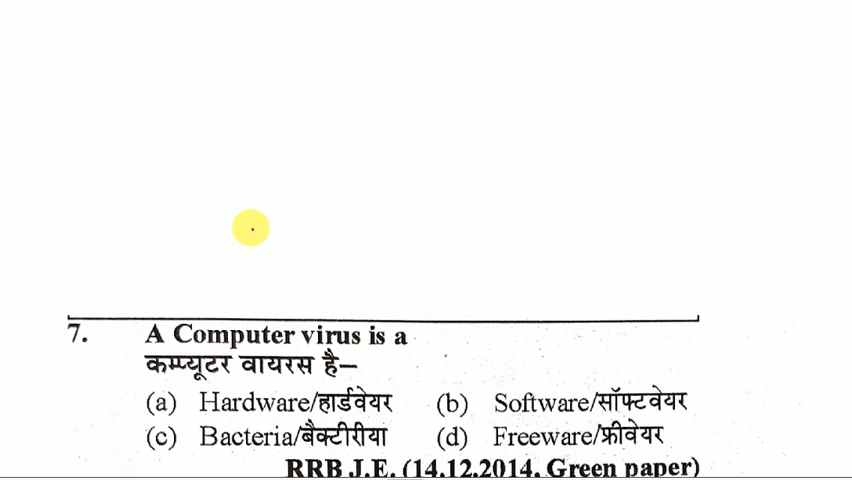 7. A Computer virus is a
कम्प्यूटर वायरस है–
(a) Hardware/हार्डवेयर (b) Software/सॉफ्टवेयर
(c) Bacteria/बैक्टीरीया (d) Freeware/फ्रीवेयर
RRB J.E. (14.12.2014, Green paper)